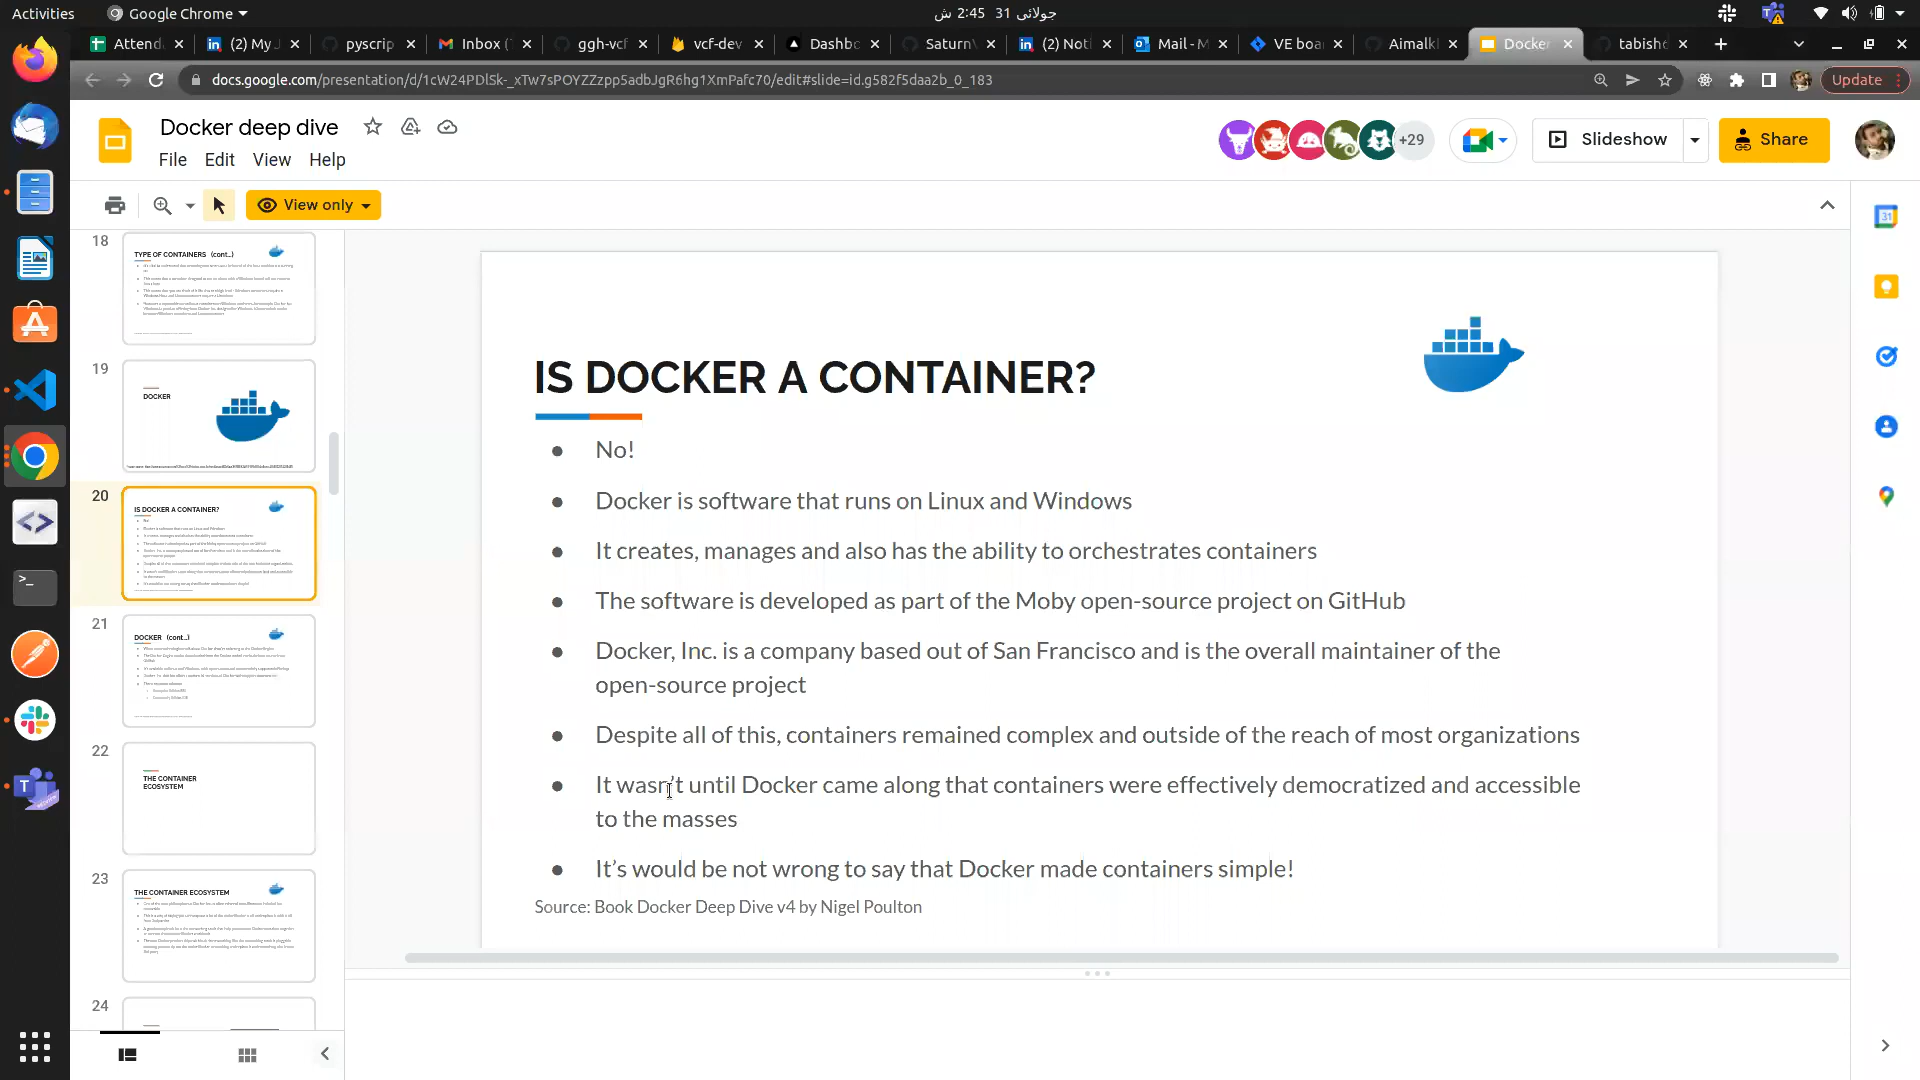 Activities
Google Chrome
جولائی 31  2:45 ش
Attend
(2) My J
pyscrip
Inbox (
ggh-vcf
vcf-dev
Dashbo
Saturn\
(2) Noti
Mail - M
VE boa
Aimalkl
Docker
tabisho
docs.google.com/presentation/d/1cW24PDlSk-_xTw7sPOYZZzpp5adbJgR6hg1XmPafc70/edit#slide=id.g582f5daa2b_0_183
Update
Docker deep dive
File Edit View Help
+29
Slideshow
Share
View only
18
TYPE OF CONTAINERS (cont...)
19
DOCKER
20
IS DOCKER A CONTAINER?
21
DOCKER (cont...)
22
THE CONTAINER
ECOSYSTEM
23
THE CONTAINER ECOSYSTEM
24
IS DOCKER A CONTAINER?
● No!
● Docker is software that runs on Linux and Windows
● It creates, manages and also has the ability to orchestrates containers
● The software is developed as part of the Moby open-source project on GitHub
● Docker, Inc. is a company based out of San Francisco and is the overall maintainer of the
open-source project
● Despite all of this, containers remained complex and outside of the reach of most organizations
● It wasn't until Docker came along that containers were effectively democratized and accessible
to the masses
● It's would be not wrong to say that Docker made containers simple!
Source: Book Docker Deep Dive v4 by Nigel Poulton